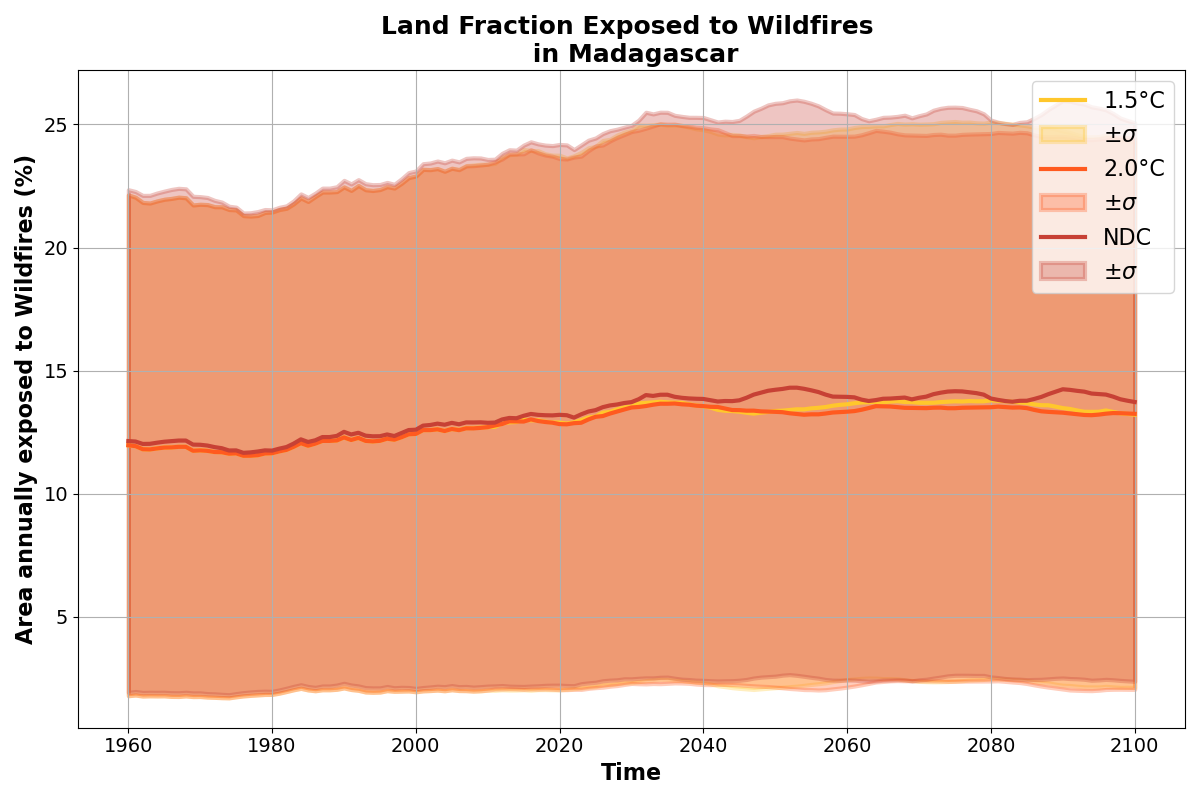 Land Fraction Exposed to Wildfires
in Madagascar
Area annually exposed to Wildfires (%)
25
20
15
10
5
1960 1980 2000 2020 2040 2060 2080 2100
Time
1.5°C
±σ
2.0°C
±σ
NDC
±σ